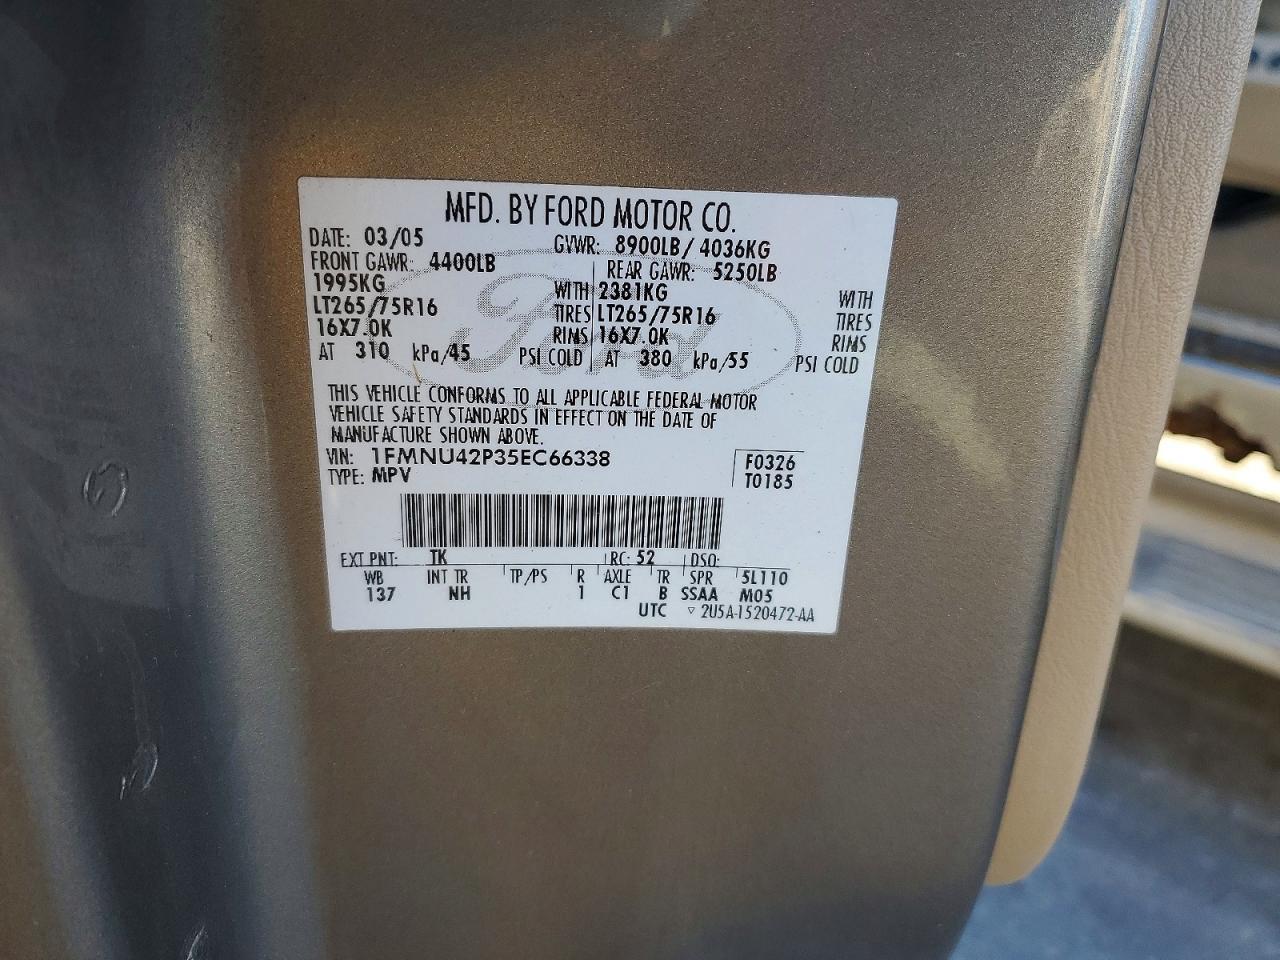 MFD. BY FORD MOTOR CO.
DATE: 03/05 GVWR: 8900LB/ 4036KG
FRONT GAWR: 4400LB REAR GAWR: 5250LB
1995KG WITH 2381KG WITH
LT265/75R16 TIRES LT265/75R16 TIRES
16X7.0K RIMS 16X7.0K RIMS
AT 310 kPa/45 PSI COLD AT 380 kPa/55 PSI COLD
Ford
THIS VEHICLE CONFORMS TO ALL APPLICABLE FEDERAL MOTOR
VEHICLE SAFETY STANDARDS IN EFFECT ON THE DATE OF
MANUFACTURE SHOWN ABOVE.
VIN: 1FMNU42P35EC66338 F0326
TYPE: MPV T0185
EXT PNT: TK RC: 52 DSO:
WB INT TR TP/PS R AXLE TR SPR 5L110
137 NH 1 C1 B SSAA M05
UTC ▽ 2U5A-1520472-AA